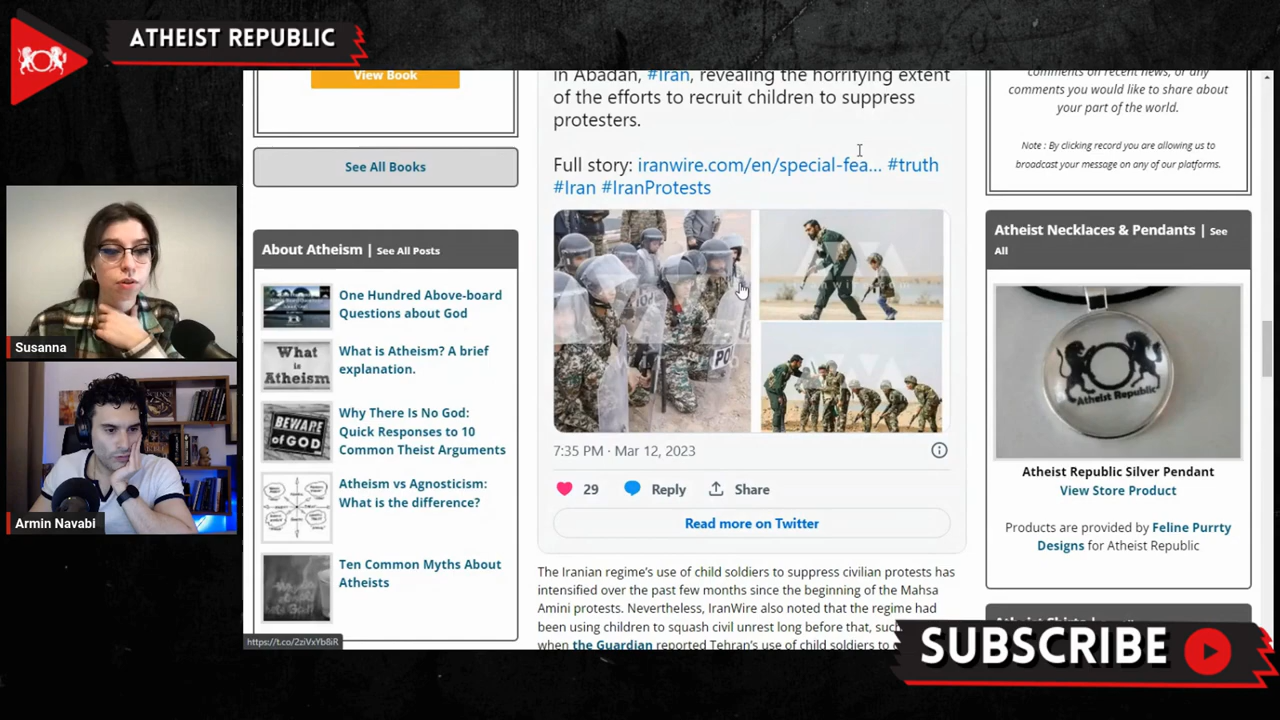 ATHEIST REPUBLIC
Susanna
Armin Navabi
View Book
See All Books
About Atheism | See All Posts
One Hundred Above-board
Questions about God
What is Atheism? A brief
explanation.
What
is
Atheism
Why There Is No God:
Quick Responses to 10
Common Theist Arguments
BEWARE
of GOD
Atheism vs Agnosticism:
What is the difference?
Ten Common Myths About
Atheists
https://t.co/2ziVxYb8iR
in Abadan, #Iran, revealing the horrifying extent
of the efforts to recruit children to suppress
protesters.
Full story: iranwire.com/en/special-fea... #truth
#Iran #IranProtests
7:35 PM · Mar 12, 2023
29 Reply Share
Read more on Twitter
The Iranian regime's use of child soldiers to suppress civilian protests has
intensified over the past few months since the beginning of the Mahsa
Amini protests. Nevertheless, IranWire also noted that the regime had
been using children to squash civil unrest long before that,
when the Guardian reported Tehran's use of child soldiers to
comments on recent news, or any
comments you would like to share about
your part of the world.
Note : By clicking record you are allowing us to
broadcast your message on any of our platforms.
Atheist Necklaces & Pendants | See
All
Atheist Republic
Atheist Republic Silver Pendant
View Store Product
Products are provided by Feline Purrty
Designs for Atheist Republic
SUBSCRIBE